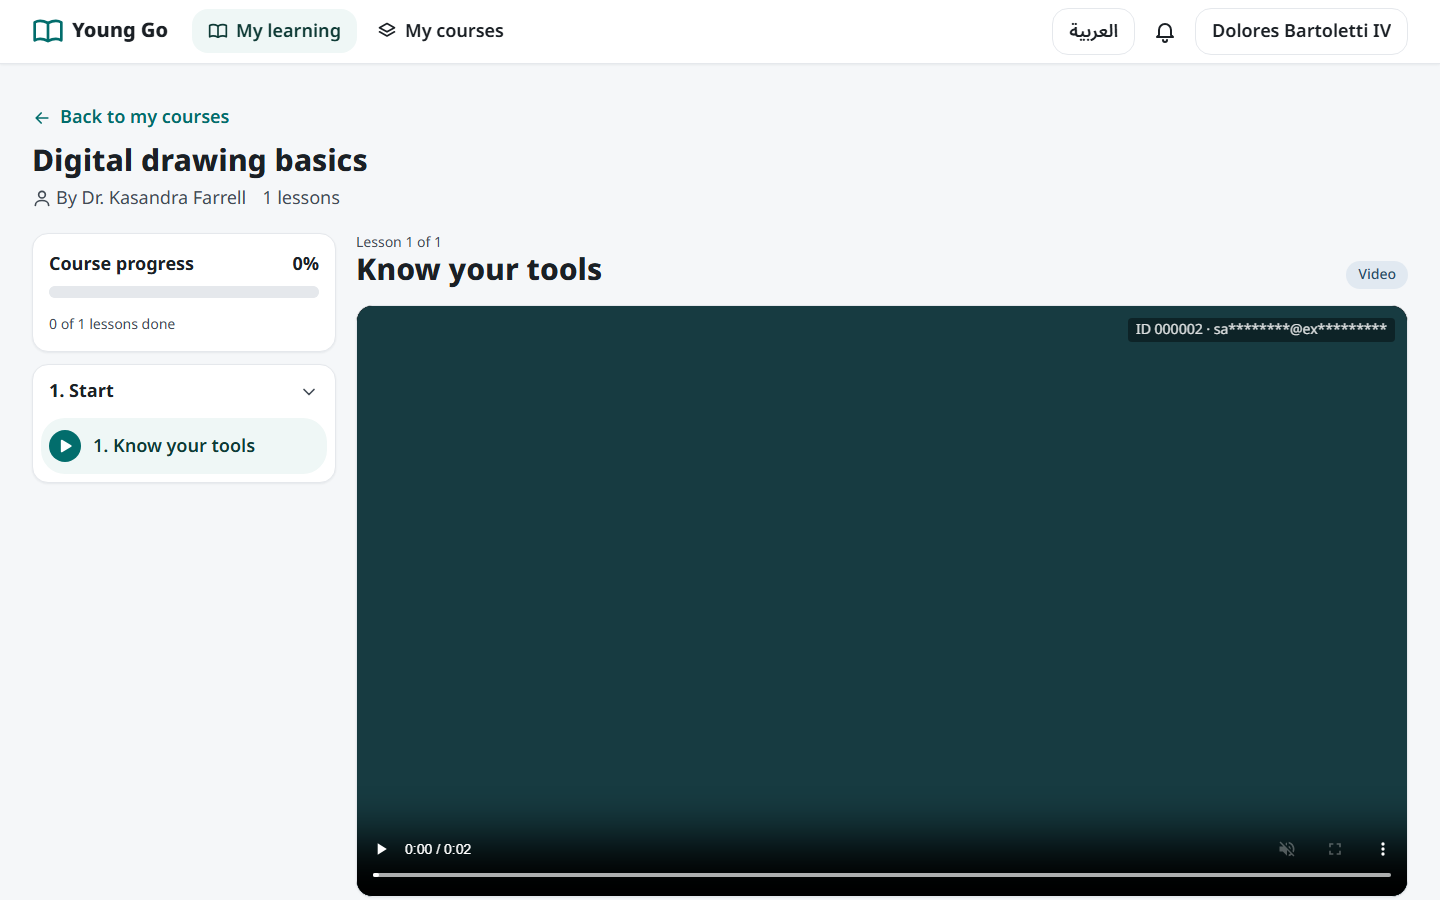 Young Go
My learning
My courses
العربية
Dolores Bartoletti IV
Back to my courses
Digital drawing basics
By Dr. Kasandra Farrell 1 lessons
Course progress 0%
0 of 1 lessons done
1. Start
1. Know your tools
Lesson 1 of 1
Know your tools
Video
ID 000002 · sa********@ex*********
0:00 / 0:02